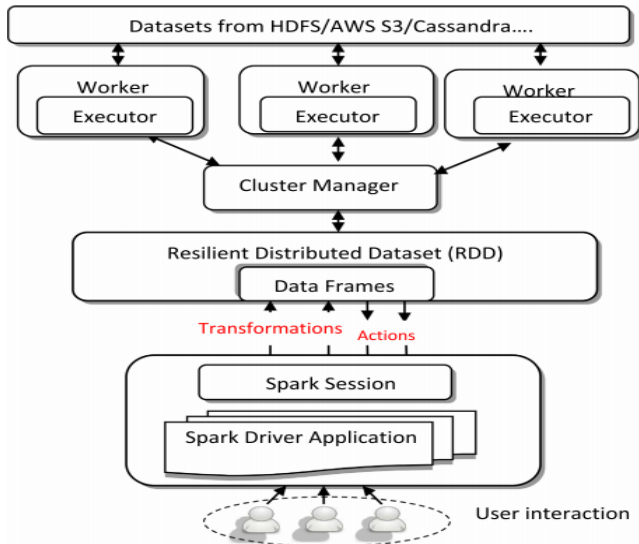 Datasets from HDFS/AWS S3/Cassandra....
Worker
Executor
Worker
Executor
Worker
Executor
Cluster Manager
Resilient Distributed Dataset (RDD)
Data Frames
Transformations
Actions
Spark Session
Spark Driver Application
User interaction